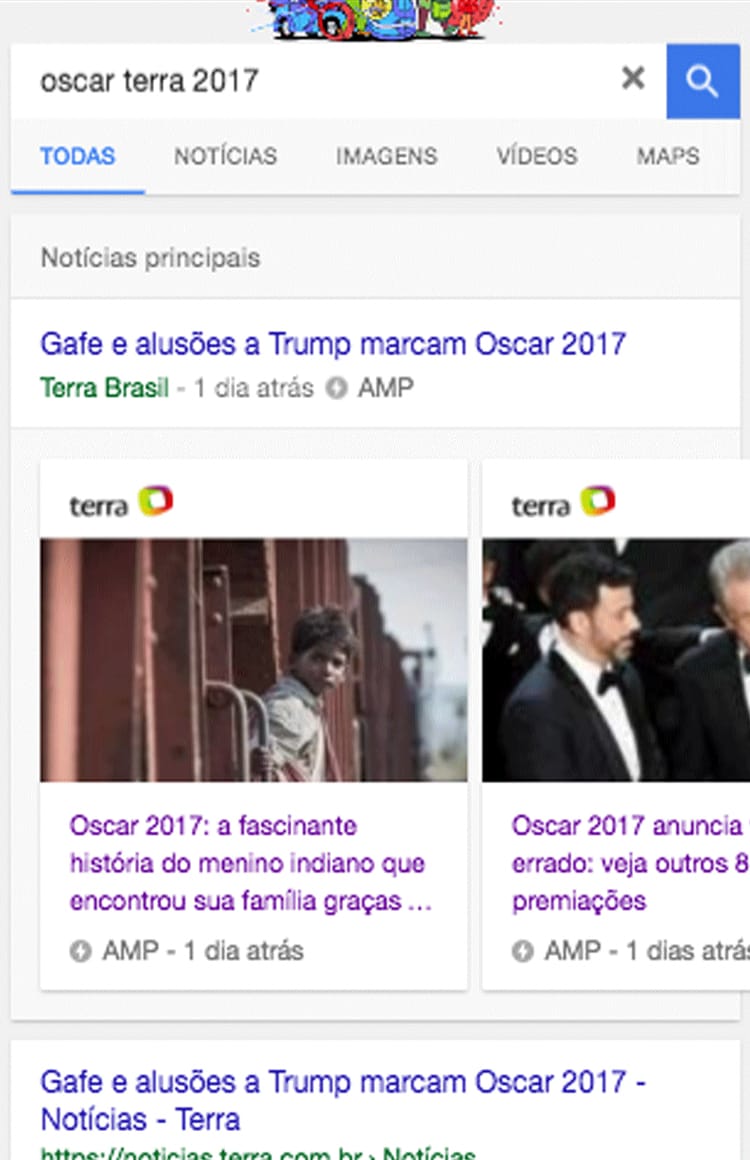 oscar terra 2017
TODAS NOTÍCIAS IMAGENS VÍDEOS MAPS
Notícias principais
Gafe e alusões a Trump marcam Oscar 2017
Terra Brasil - 1 dia atrás AMP
terra
Oscar 2017: a fascinante
história do menino indiano que
encontrou sua família graças ...
AMP - 1 dia atrás
terra
Oscar 2017 anuncia
errado: veja outros 8
premiações
AMP - 1 dias atrás
Gafe e alusões a Trump marcam Oscar 2017 -
Notícias - Terra
https://noticias.terra.com.br › Notícias